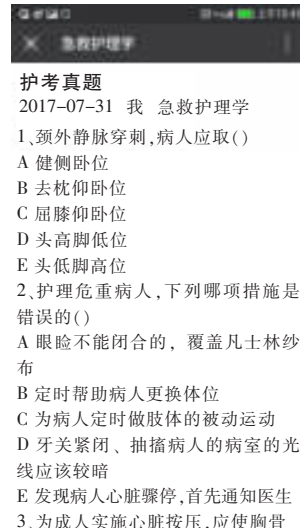 急救护理学
护考真题
2017-07-31 我 急救护理学
1、颈外静脉穿刺,病人应取()
A 健侧卧位
B 去枕仰卧位
C 屈膝仰卧位
D 头高脚低位
E 头低脚高位
2、护理危重病人,下列哪项措施是
错误的()
A 眼睑不能闭合的，覆盖凡士林纱
布
B 定时帮助病人更换体位
C 为病人定时做肢体的被动运动
D 牙关紧闭、抽搐病人的病室的光
线应该较暗
E 发现病人心脏骤停,首先通知医生
3、为成人实施心脏按压,应使胸骨